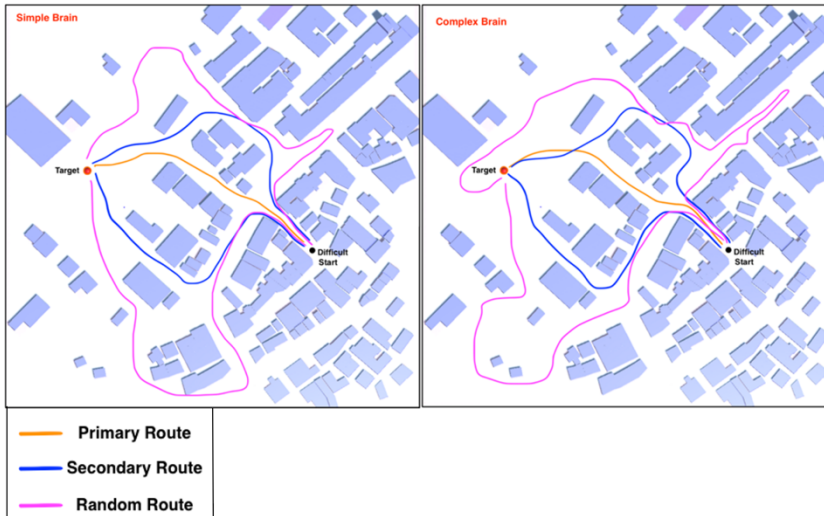 Simple Brain
Complex Brain
Target
Target
Difficult
Start
Difficult
Start
Primary Route
Secondary Route
Random Route